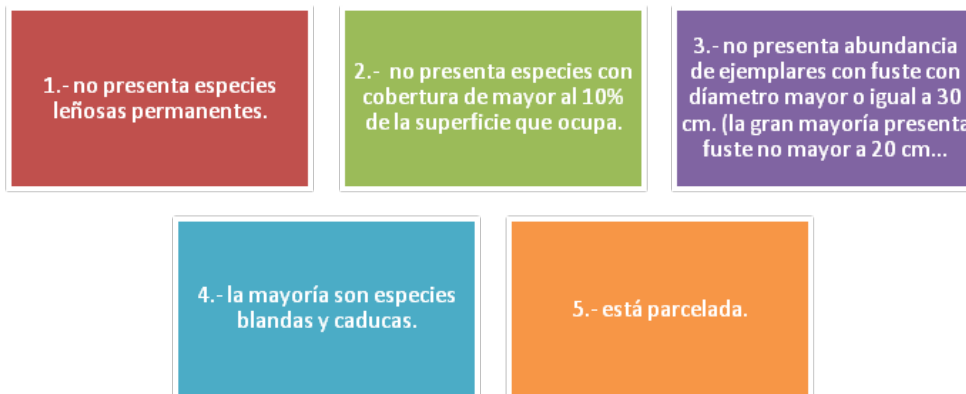 1.- no presenta especies
leñosas permanentes.
2.- no presenta especies con
cobertura de mayor al 10%
de la superficie que ocupa.
3.- no presenta abundancia
de ejemplares con fuste con
díametro mayor o igual a 30
cm. (la gran mayoría presenta
fuste no mayor a 20 cm...
4.- la mayoría son especies
blandas y caducas.
5.- está parcelada.